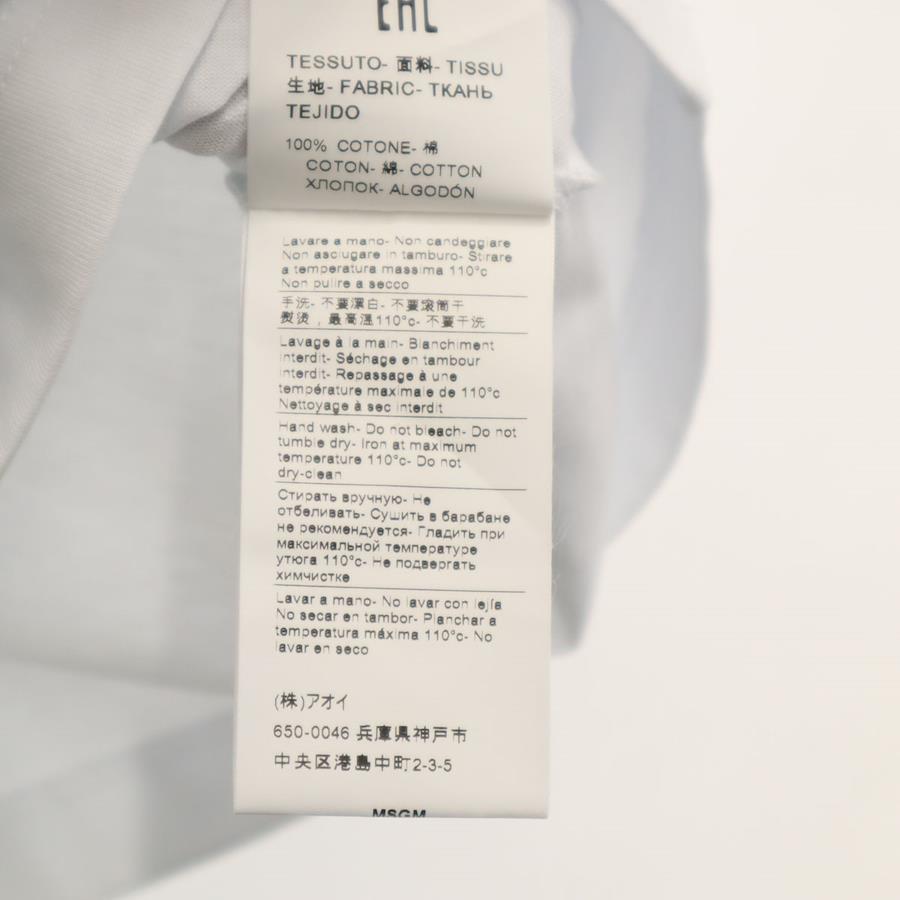 EAC
TESSUTO- 面料- TISSU
生地- FABRIC- ТКАНЬ
TEJIDO
100% COTONE- 棉
COTON- 綿- COTTON
ХЛОПОК- ALGODÓN
Lavare a mano- Non candeggiare
Non asciugare in tamburo- Stirare
a temperatura massima 110°c
Non pulire a secco
手洗- 不要漂白- 不要滚筒干
熨烫，最高温110°c- 不要干洗
Lavage à la main- Blanchiment
interdit- Séchage en tambour
interdit- Repassage à une
température maximale de 110°c
Nettoyage à sec interdit
Hand wash- Do not bleach- Do not
tumble dry- Iron at maximum
temperature 110°c- Do not
dry-clean
Стирать вручную- Не
отбеливать- Сушить в барабане
не рекомендуется- Гладить при
максимальной температуре
утюга 110°c- Не подвергать
химчистке
Lavar a mano- No lavar con lejía
No secar en tambor- Planchar a
temperatura máxima 110°c- No
lavar en seco
(株)アオイ
650-0046 兵庫県神戸市
中央区港島中町2-3-5
MSGM